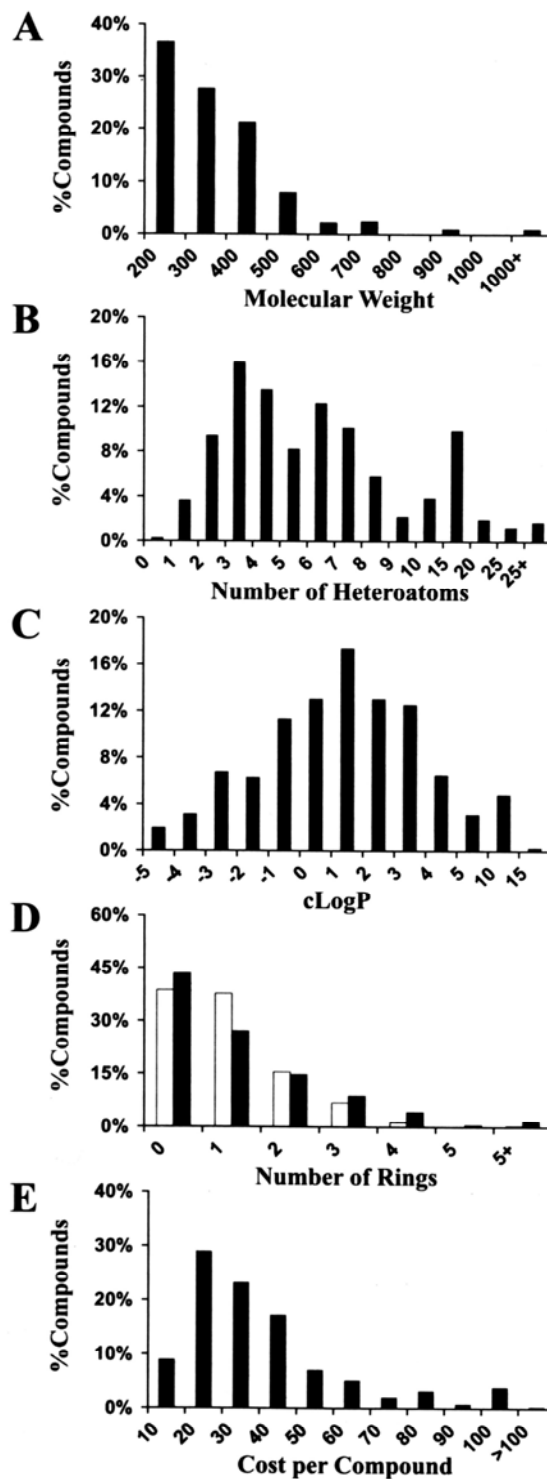 A
%Compounds
40%
30%
20%
10%
0%
200 300 400 500 600 700 900 1000 1000+
Molecular Weight
B
%Compounds
20%
16%
12%
8%
4%
0%
0 1 2 3 4 5 6 7 8 9 10 15 20 25 25+
Number of Heteroatoms
C
%Compounds
20%
16%
12%
8%
4%
0%
-5 -4 -3 -2 -1 0 1 2 3 4 5 10 15
cLogP
D
%Compounds
60%
45%
30%
15%
0%
0 1 2 3 4 5 5+
Number of Rings
E
%Compounds
40%
30%
20%
10%
0%
10 20 30 40 50 60 70 80 90 100 >100
Cost per Compound